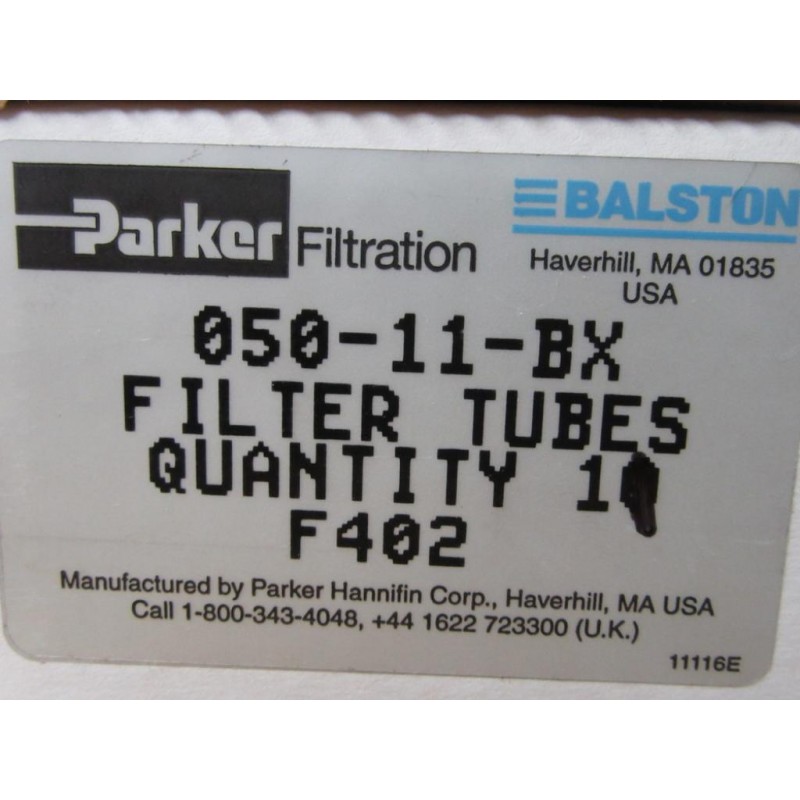 Parker Filtration
BALSTON
Haverhill, MA 01835
USA
050-11-BX
FILTER TUBES
QUANTITY 1
F402
Manufactured by Parker Hannifin Corp., Haverhill, MA USA
Call 1-800-343-4048, +44 1622 723300 (U.K.)
11116E